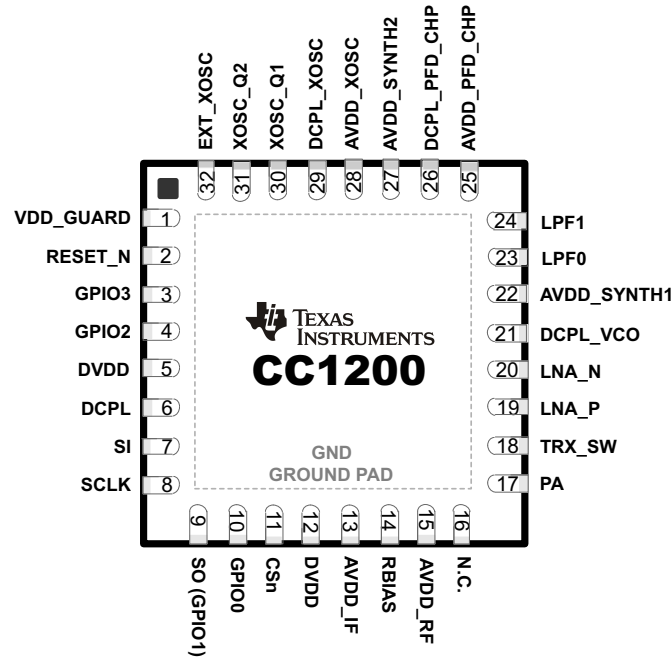 EXT_XOSC
XOSC_Q2
XOSC_Q1
DCPL_XOSC
AVDD_XOSC
AVDD_SYNTH2
DCPL_PFD_CHP
AVDD_PFD_CHP
32
31
30
29
28
27
26
25
VDD_GUARD 1
RESET_N 2
GPIO3 3
GPIO2 4
DVDD 5
DCPL 6
SI 7
SCLK 8
24 LPF1
23 LPF0
22 AVDD_SYNTH1
21 DCPL_VCO
20 LNA_N
19 LNA_P
18 TRX_SW
17 PA
TEXAS
INSTRUMENTS
CC1200
GND
GROUND PAD
9
10
11
12
13
14
15
16
SO (GPIO1)
GPIO0
CSn
DVDD
AVDD_IF
RBIAS
AVDD_RF
N.C.